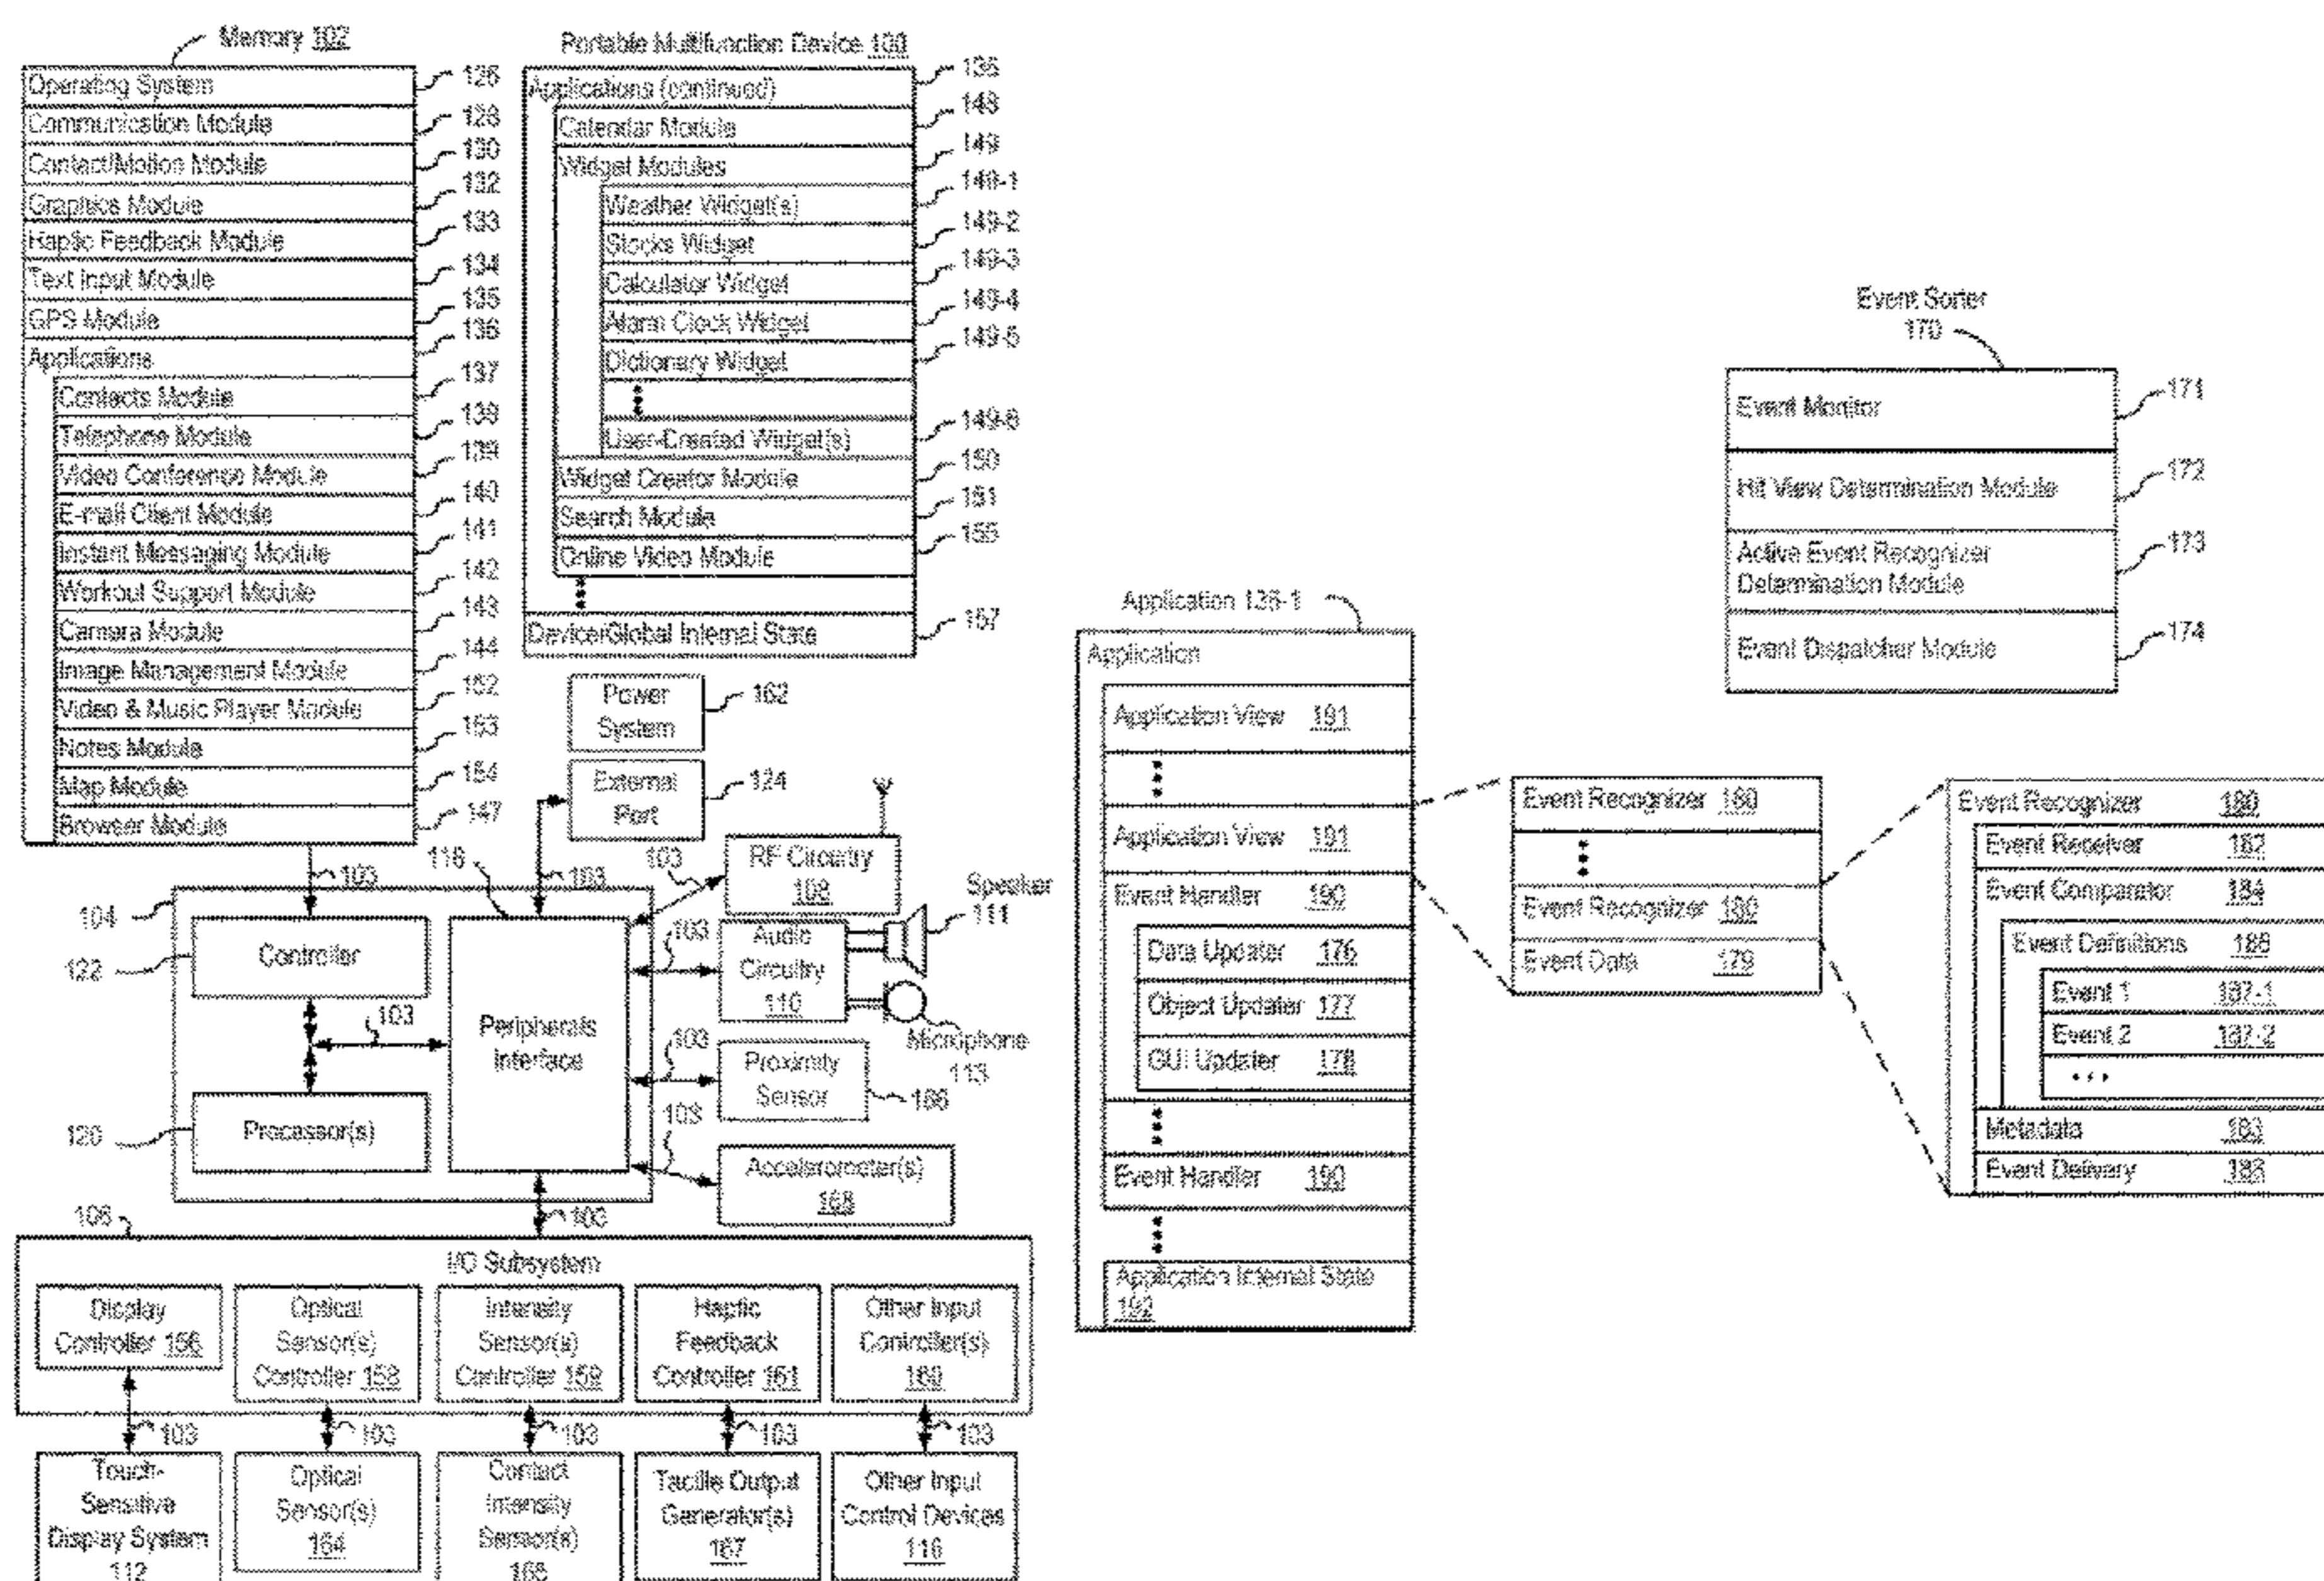 Memory 102
Operating System 126
Communication Module 128
Contact/Motion Module 130
Graphics Module 132
Haptic Feedback Module 133
Text Input Module 134
GPS Module 135
Applications 136
Contacts Module 137
Telephone Module 138
Video Conference Module 139
E-mail Client Module 140
Instant Messaging Module 141
Workout Support Module 142
Camera Module 143
Image Management Module 144
Video & Music Player Module 152
Notes Module 153
Map Module 154
Browser Module 147
Portable Multifunction Device 100
Applications (continued) 136
Calendar Module 148
Widget Modules 149
Weather Widget(s) 149-1
Stocks Widget 149-2
Calculator Widget 149-3
Alarm Clock Widget 149-4
Dictionary Widget 149-5
User-Created Widget(s) 149-6
Widget Creator Module 150
Search Module 151
Online Video Module 155
Device/Global Internal State 157
Power
System
162
External
Port
124
118
103
103
103
RF Circuitry
108
Speaker
111
104
Controller
122
103
Audio
Circuitry
110
103
Peripherals
Interface
Microphone
113
103
Proximity
Sensor
166
Processor(s)
120
103
Accelerometer(s)
168
103
106
I/O Subsystem
Display
Controller 156
Optical
Sensor(s)
Controller 158
Intensity
Sensor(s)
Controller 159
Haptic
Feedback
Controller 161
Other Input
Controller(s)
160
103
103
103
103
103
Touch-
Sensitive
Display System
112
Optical
Sensor(s)
164
Contact
Intensity
Sensor(s)
165
Tactile Output
Generator(s)
167
Other Input
Control Devices
116
Application 136-1
Application
Application View 191
Application View 191
Event Handler 190
Data Updater 176
Object Updater 177
GUI Updater 178
Event Handler 190
Application Internal State
192
Event Sorter
170
Event Monitor 171
Hit View Determination Module 172
Active Event Recognizer 173
Determination Module
Event Dispatcher Module 174
Event Recognizer 180
Event Recognizer 180
Event Data 179
Event Recognizer 180
Event Receiver 182
Event Comparator 184
Event Definitions 186
Event 1 187-1
Event 2 187-2
Metadata 183
Event Delivery 188